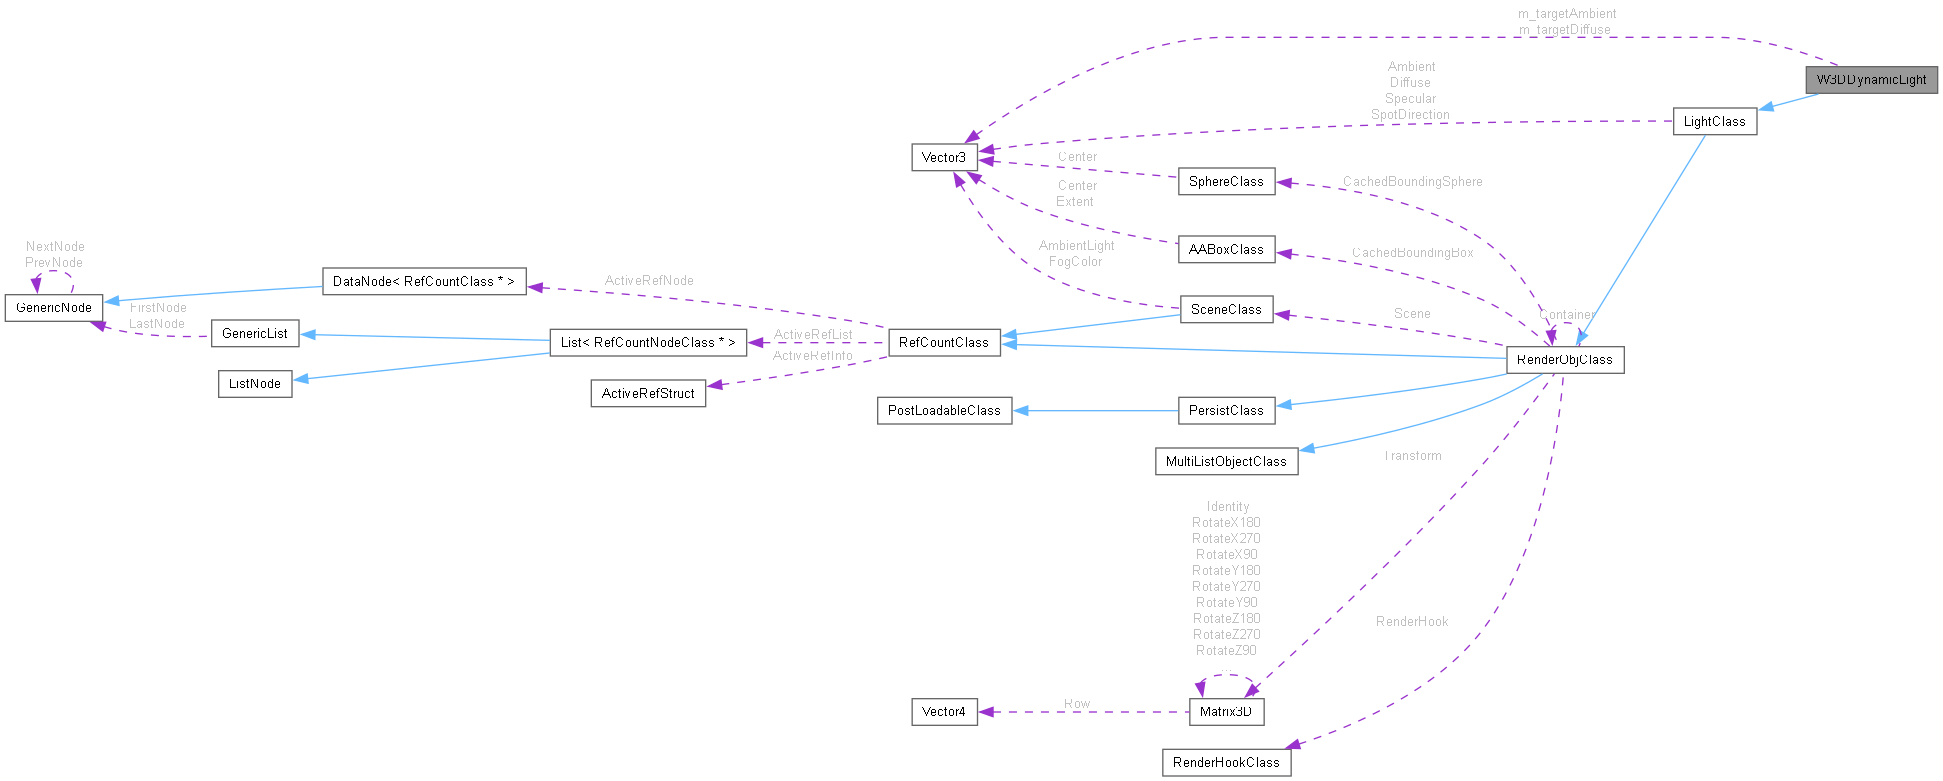 m_targetAmbient
m_targetDiffuse
W3DDynamicLight
Ambient
Diffuse
Specular
SpotDirection
LightClass
Vector3
Center
SphereClass
CachedBoundingSphere
Center
Extent
AABoxClass
CachedBoundingBox
AmbientLight
FogColor
NextNode
PrevNode
DataNode< RefCountClass * >
ActiveRefNode
GenericNode
FirstNode
LastNode
GenericList
SceneClass
Scene
Container
ActiveRefList
List< RefCountNodeClass * >
RefCountClass
ActiveRefInfo
RenderObjClass
ListNode
ActiveRefStruct
PostLoadableClass
PersistClass
MultiListObjectClass
Transform
Identity
RotateX180
RotateX270
RotateX90
RotateY180
RotateY270
RotateY90
RotateZ180
RotateZ270
RotateZ90
...
RenderHook
Vector4
Row
Matrix3D
RenderHookClass